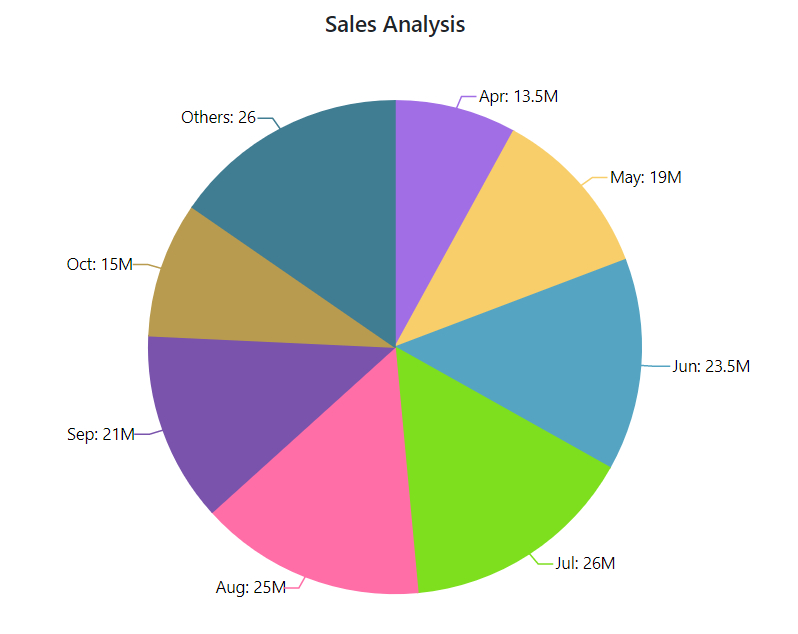 Sales Analysis
Apr: 13.5M
May: 19M
Jun: 23.5M
Jul: 26M
Aug: 25M
Sep: 21M
Oct: 15M
Others: 26